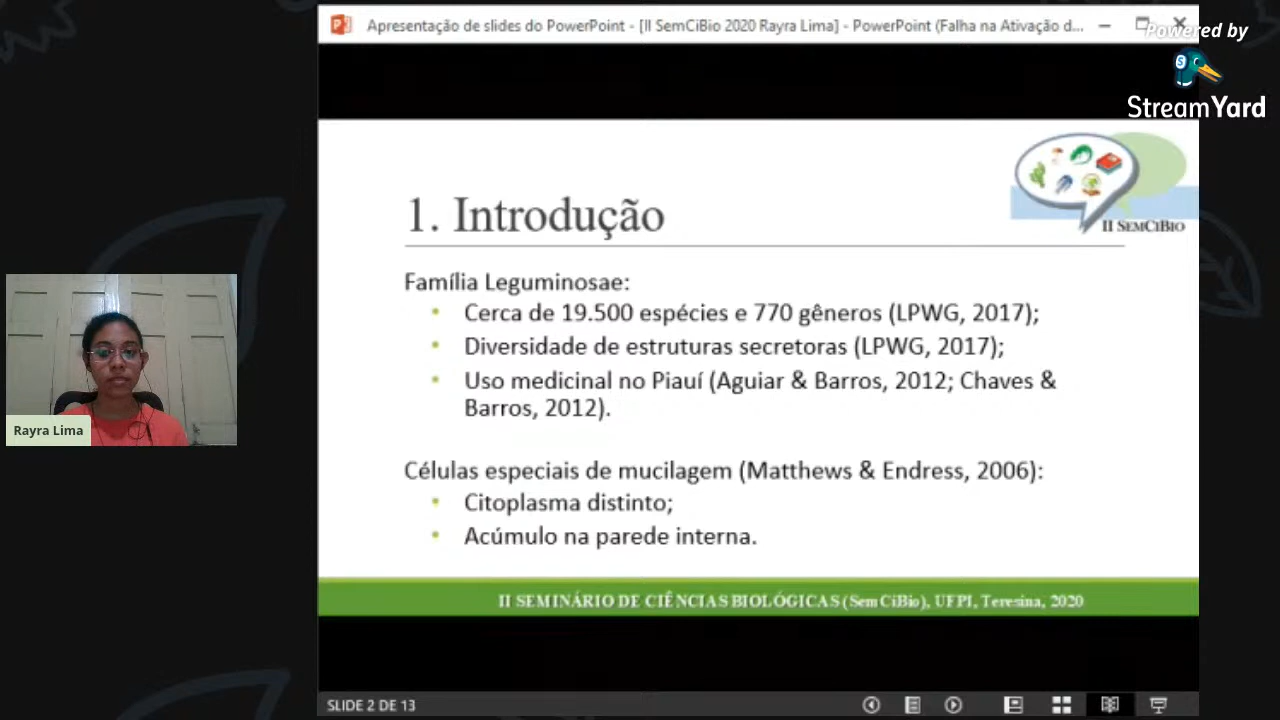 Apresentação de slides do PowerPoint - [II SemCiBio 2020 Rayra Lima] - PowerPoint (Falha na Ativação d...
Powered by
StreamYard
II SEMCIBIO
1. Introdução
Família Leguminosae:
• Cerca de 19.500 espécies e 770 gêneros (LPWG, 2017);
• Diversidade de estruturas secretoras (LPWG, 2017);
• Uso medicinal no Piauí (Aguiar & Barros, 2012; Chaves &
Barros, 2012).
Células especiais de mucilagem (Matthews & Endress, 2006):
• Citoplasma distinto;
• Acúmulo na parede interna.
Rayra Lima
II SEMINÁRIO DE CIÊNCIAS BIOLÓGICAS (SemCiBio), UFPI, Teresina, 2020
SLIDE 2 DE 13